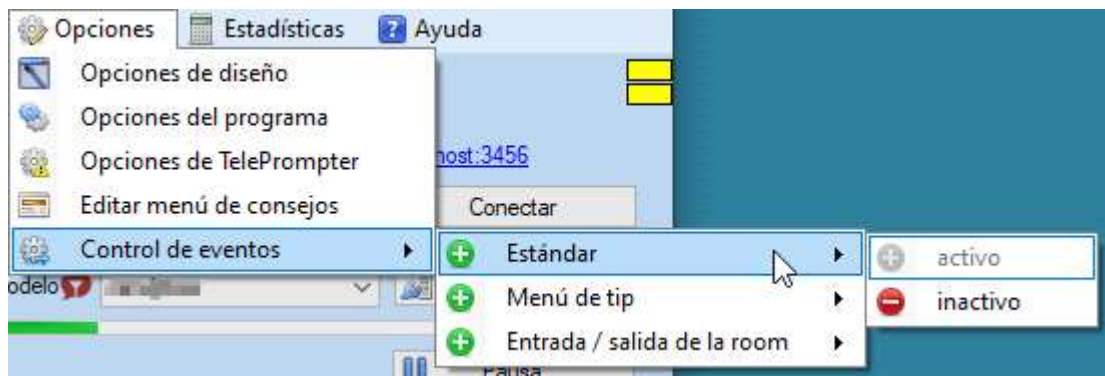 Opciones Estadísticas Ayuda
Opciones de diseño
Opciones del programa
Opciones de TelePrompter
host:3456
Editar menú de consejos
Conectar
Control de eventos
Estándar
activo
odelo
Menú de tip
inactivo
Entrada / salida de la room
Pausa